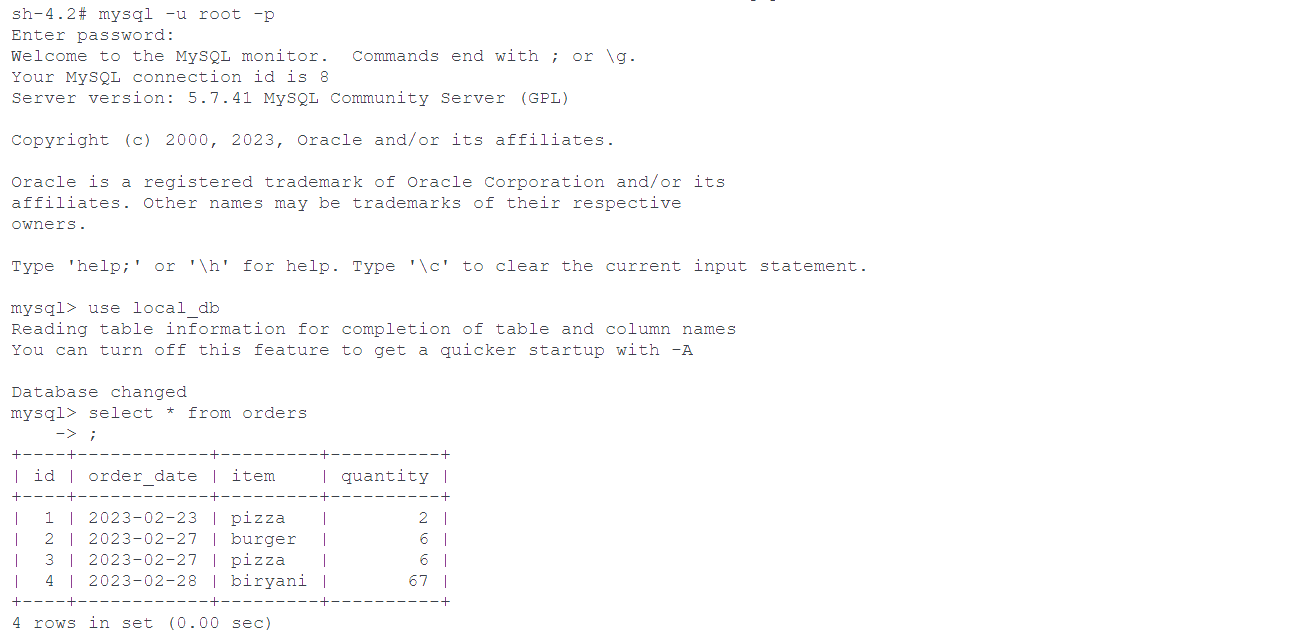 sh-4.2# mysql -u root -p
Enter password:
Welcome to the MySQL monitor.  Commands end with ; or \g.
Your MySQL connection id is 8
Server version: 5.7.41 MySQL Community Server (GPL)

Copyright (c) 2000, 2023, Oracle and/or its affiliates.

Oracle is a registered trademark of Oracle Corporation and/or its
affiliates. Other names may be trademarks of their respective
owners.

Type 'help;' or '\h' for help. Type '\c' to clear the current input statement.

mysql> use local_db
Reading table information for completion of table and column names
You can turn off this feature to get a quicker startup with -A

Database changed
mysql> select * from orders
    -> ;
+----+------------+---------+----------+
| id | order_date | item    | quantity |
+----+------------+---------+----------+
|  1 | 2023-02-23 | pizza   |        2 |
|  2 | 2023-02-27 | burger  |        6 |
|  3 | 2023-02-27 | pizza   |        6 |
|  4 | 2023-02-28 | biryani |       67 |
+----+------------+---------+----------+
4 rows in set (0.00 sec)